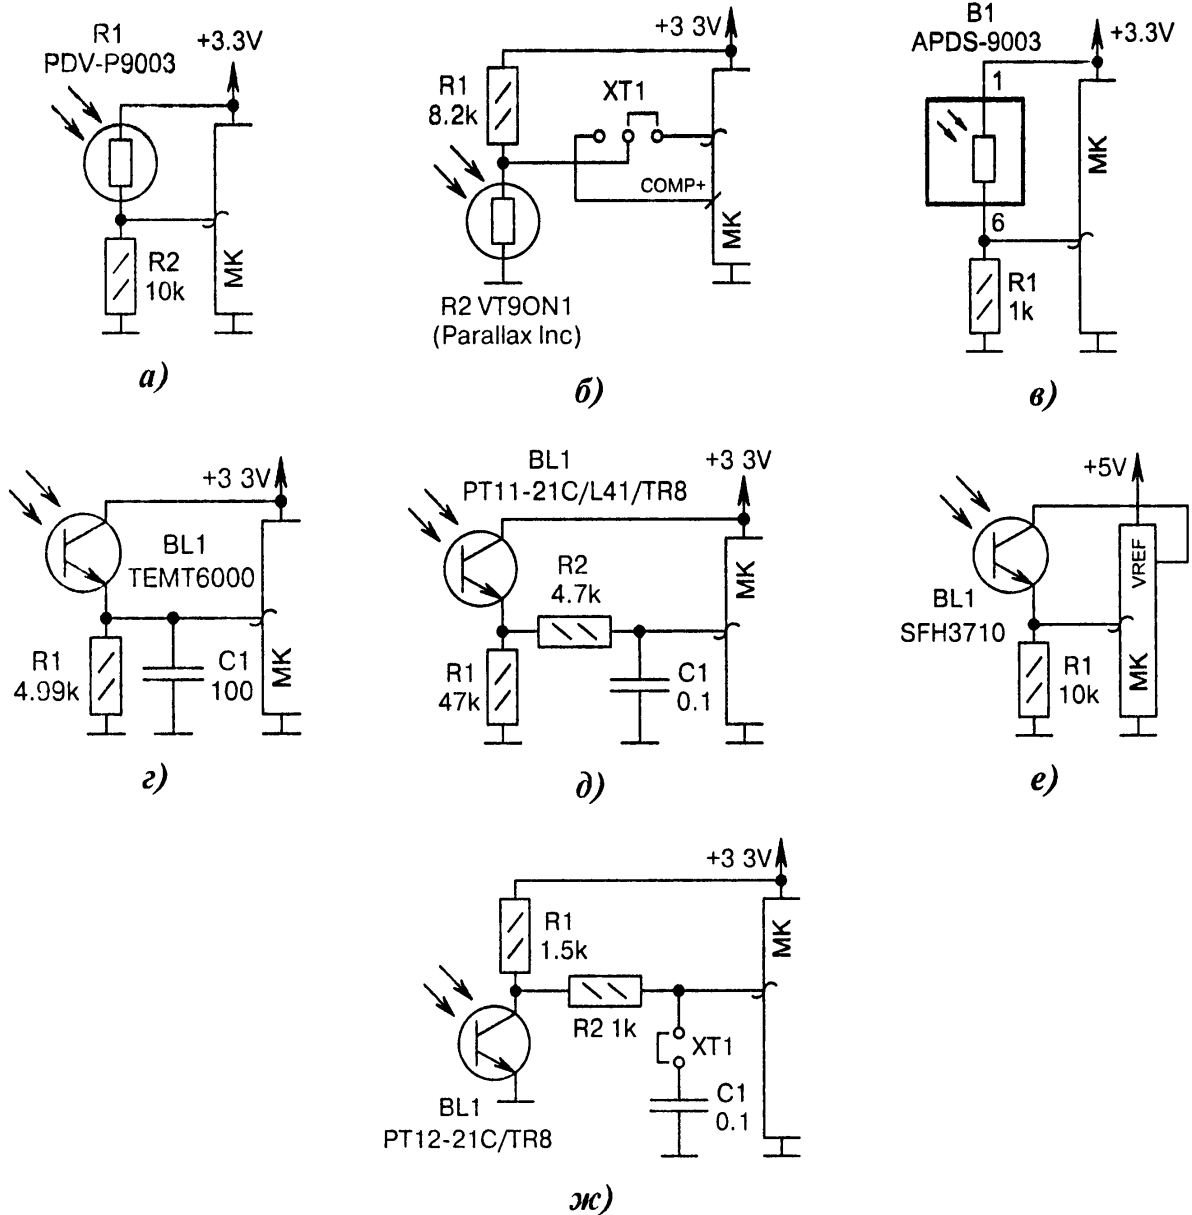 R1
PDV-P9003
+3.3V
R2
10k
MK
а)
+3 3V
R1
8.2k
XT1
COMP+
MK
R2 VT9ON1
(Parallax Inc)
б)
B1
APDS-9003
+3.3V
1
MK
6
R1
1k
в)
+3 3V
BL1
TEMT6000
R1
4.99k
C1
100
MK
г)
BL1
PT11-21C/L41/TR8
+3 3V
R2
4.7k
MK
R1
47k
C1
0.1
д)
+5V
VREF
BL1
SFH3710
R1
10k
MK
е)
+3 3V
R1
1.5k
MK
R2 1k
XT1
BL1
PT12-21C/TR8
C1
0.1
ж)